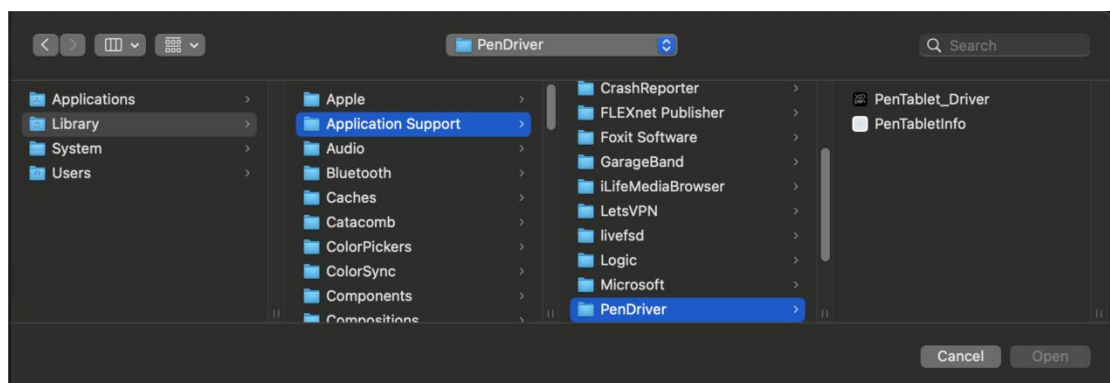 PenDriver
Search
Applications
Library
System
Users
Apple
Application Support
Audio
Bluetooth
Caches
Catacomb
ColorPickers
ColorSync
Components
Compositions
CrashReporter
FLEXnet Publisher
Foxit Software
GarageBand
iLifeMediaBrowser
LetsVPN
livefsd
Logic
Microsoft
PenDriver
PenTablet_Driver
PenTabletInfo
Cancel
Open